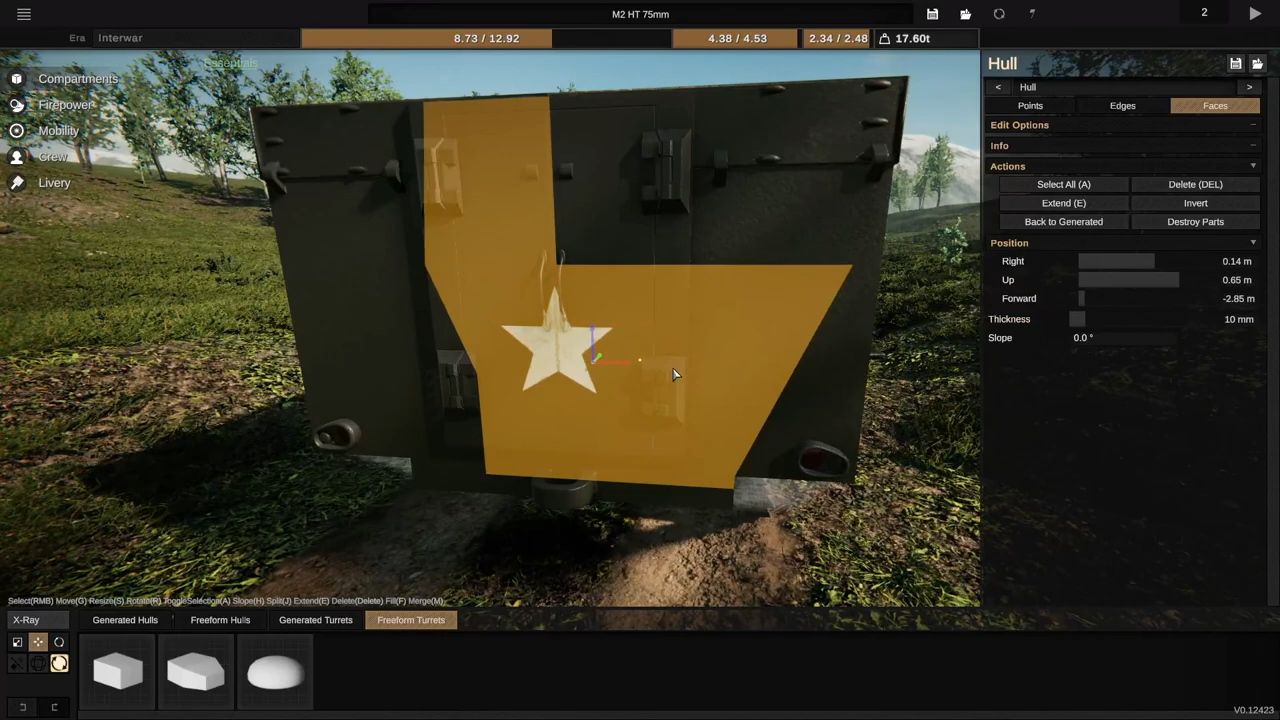 M2 HT 75mm
2
Era Interwar
8.73 / 12.92
4.38 / 4.53
2.34 / 2.48
17.60t
Essentials
Compartments
Firepower
Mobility
Crew
Livery
Hull
< Hull >
Points Edges Faces
Edit Options
Info
Actions
Select All (A) Delete (DEL)
Extend (E) Invert
Back to Generated Destroy Parts
Position
Right 0.14 m
Up 0.65 m
Forward -2.85 m
Thickness 10 mm
Slope 0.0 °
Select(RMB) Move(G) Resize(S) Rotate(R) ToggleSelection(A) Slope(H) Split(J) Extend(E) Delete(Delete) Fill(F) Merge(M)
X-Ray Generated Hulls Freeform Hulls Generated Turrets Freeform Turrets
V0.12423